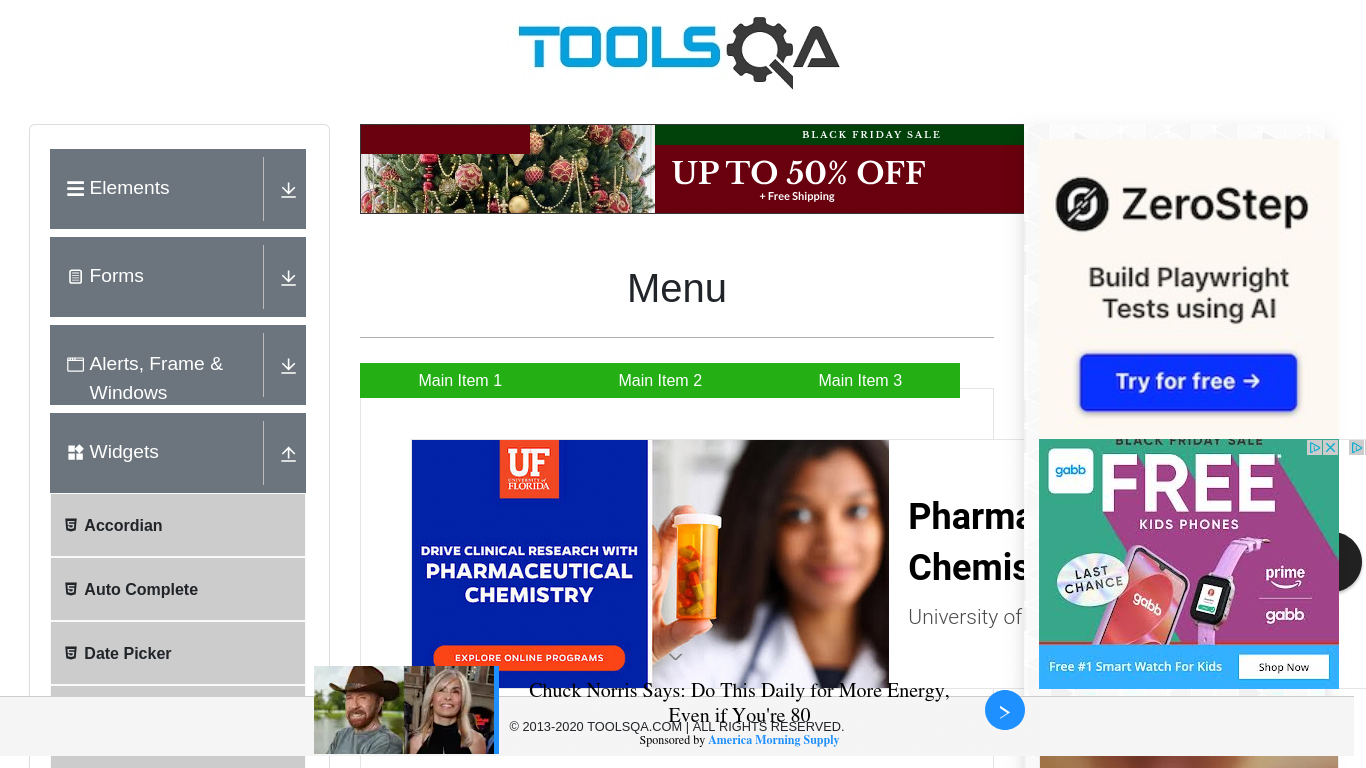 TOOLSQA
Elements
Forms
Alerts, Frame &
Windows
Widgets
Accordian
Auto Complete
Date Picker
BLACK FRIDAY SALE
UP TO 50% OFF
+ Free Shipping
Menu
Main Item 1
Main Item 2
Main Item 3
UF
UNIVERSITY of
FLORIDA
DRIVE CLINICAL RESEARCH WITH
PHARMACEUTICAL
CHEMISTRY
EXPLORE ONLINE PROGRAMS
Pharma
Chemis
University of
ZeroStep
Build Playwright
Tests using AI
Try for free →
BLACK FRIDAY SALE
gabb
FREE
KIDS PHONES
LAST
CHANCE
gabb
prime
gabb
Free #1 Smart Watch For Kids
Shop Now
Chuck Norris Says: Do This Daily for More Energy,
Even if You're 80
© 2013-2020 TOOLSQA.COM | ALL RIGHTS RESERVED.
Sponsored by America Morning Supply